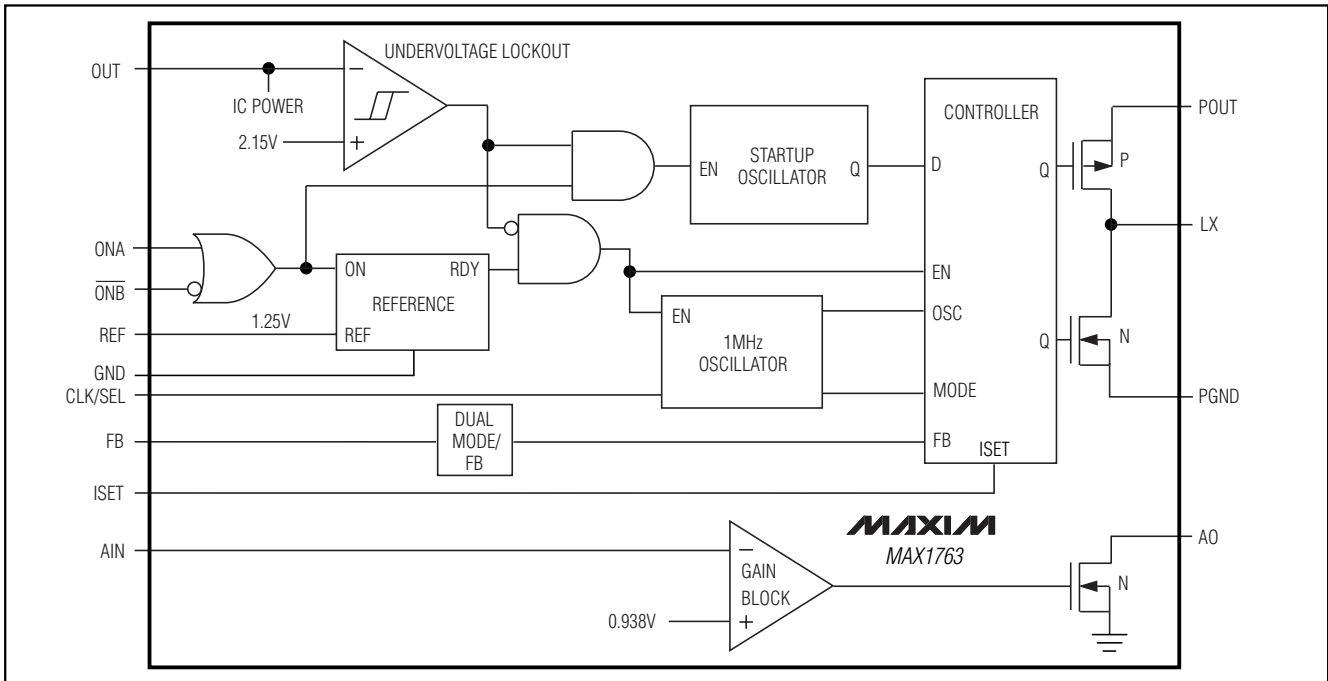 UNDERVOLTAGE LOCKOUT
OUT
−
IC POWER
2.15V
+
CONTROLLER
POUT
EN
STARTUP
OSCILLATOR
Q
D
Q
P
LX
ONA
ONB
ON
RDY
REFERENCE
1.25V
REF
REF
GND
CLK/SEL
EN
1MHz
OSCILLATOR
EN
OSC
MODE
Q
N
PGND
FB
DUAL
MODE/
FB
FB
ISET
ISET
AIN
−
GAIN
BLOCK
0.938V
+
MAXIM
MAX1763
AO
N